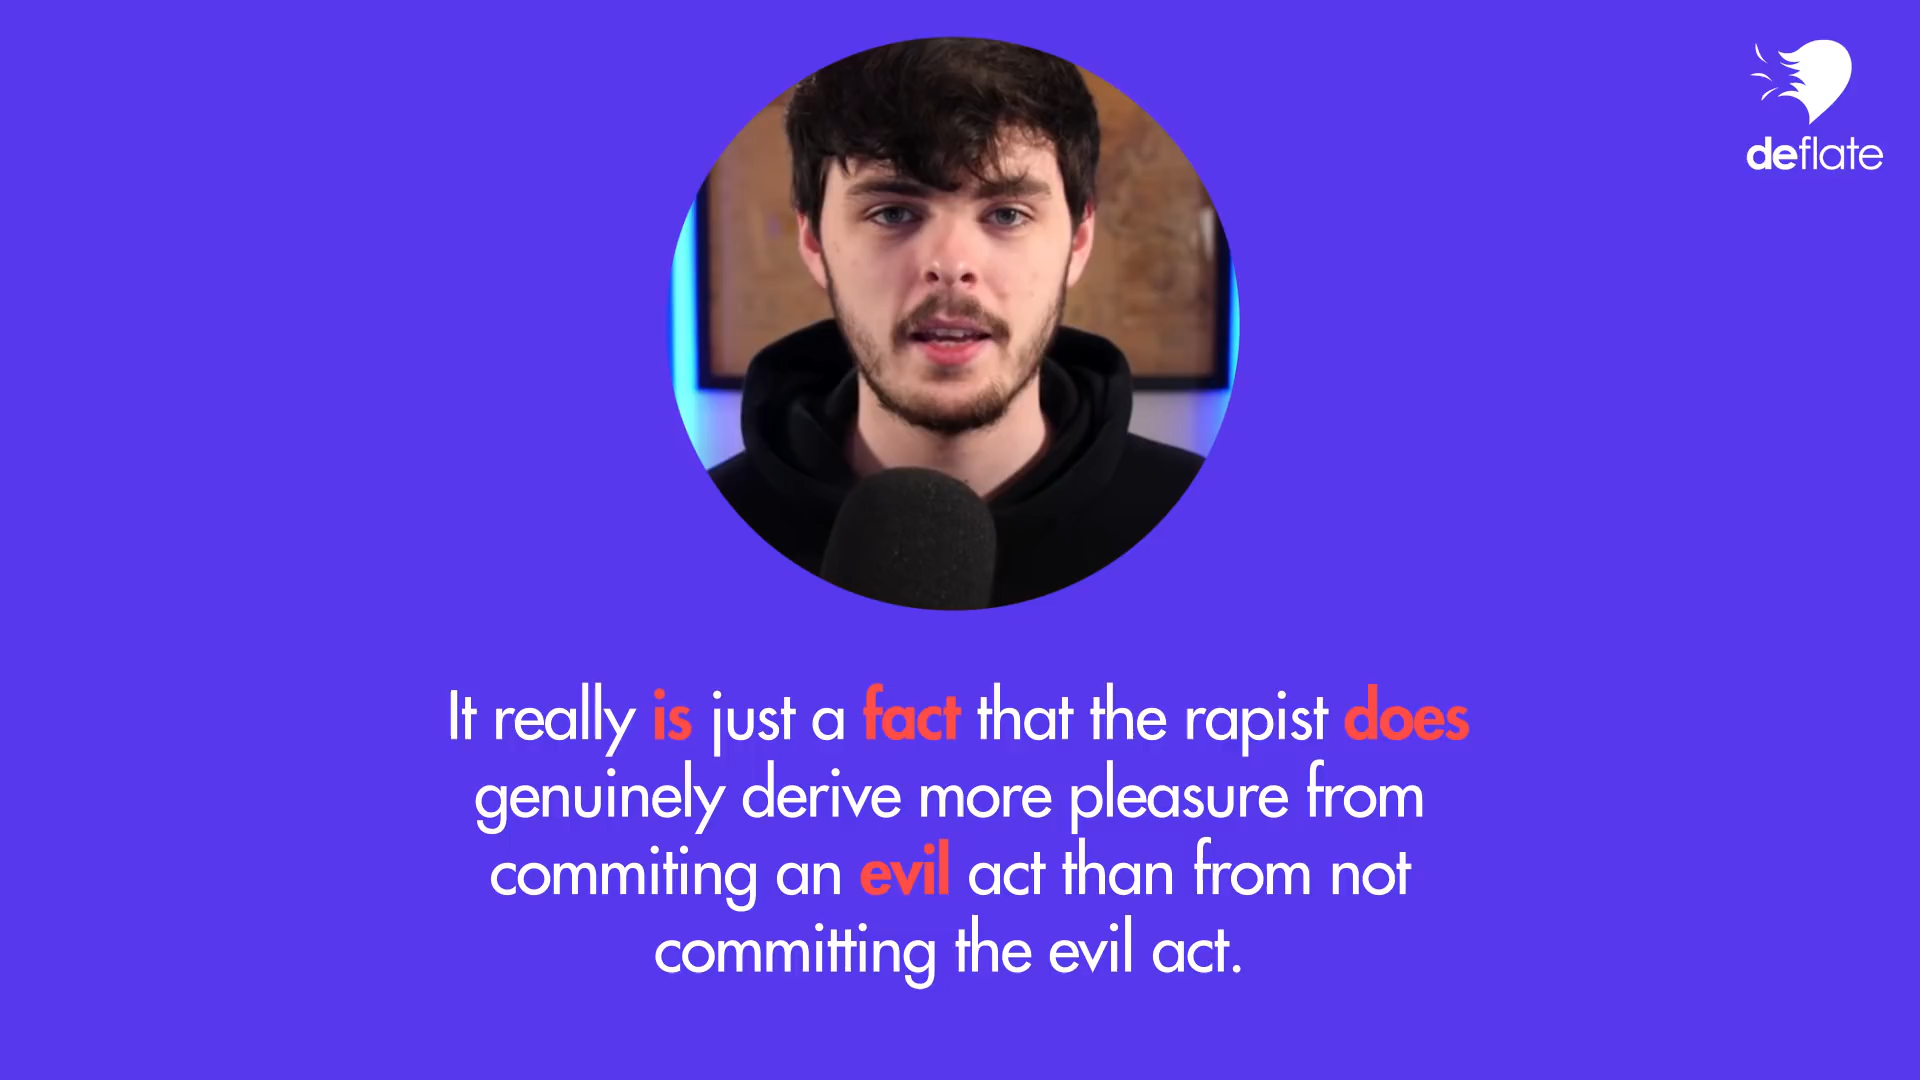 deflate
It really is just a fact that the rapist does
genuinely derive more pleasure from
commiting an evil act than from not
committing the evil act.